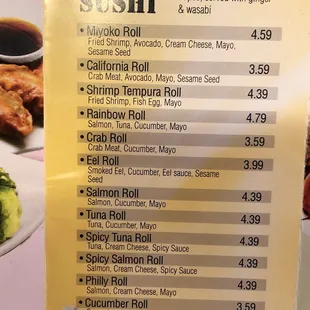 SUSHI
served with ginger
& wasabi
• Miyoko Roll 4.59
Fried Shrimp, Avocado, Cream Cheese, Mayo,
Sesame Seed
• California Roll 3.59
Crab Meat, Avocado, Mayo, Sesame Seed
• Shrimp Tempura Roll 4.39
Fried Shrimp, Fish Egg, Mayo
• Rainbow Roll 4.79
Salmon, Tuna, Cucumber, Mayo
• Crab Roll 3.59
Crab Meat, Cucumber, Mayo
• Eel Roll 3.99
Smoked Eel, Cucumber, Eel sauce, Sesame
Seed
• Salmon Roll 4.39
Salmon, Cucumber, Mayo
• Tuna Roll 4.39
Tuna, Cucumber, Mayo
• Spicy Tuna Roll 4.39
Tuna, Cream Cheese, Spicy Sauce
• Spicy Salmon Roll 4.39
Salmon, Cream Cheese, Spicy Sauce
• Philly Roll 4.39
Salmon, Cream Cheese, Mayo
• Cucumber Roll 3.59